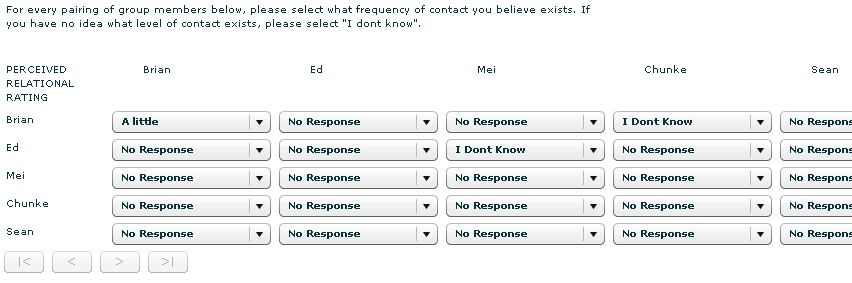 For every pairing of group members below, please select what frequency of contact you believe exists. If
you have no idea what level of contact exists, please select "I dont know".
PERCEIVED RELATIONAL RATING Brian Ed Mei Chunke Sean
Brian A little No Response No Response I Dont Know No Respons
Ed No Response No Response I Dont Know No Response No Respons
Mei No Response No Response No Response No Response No Respons
Chunke No Response No Response No Response No Response No Respons
Sean No Response No Response No Response No Response No Respons
|< < > >|